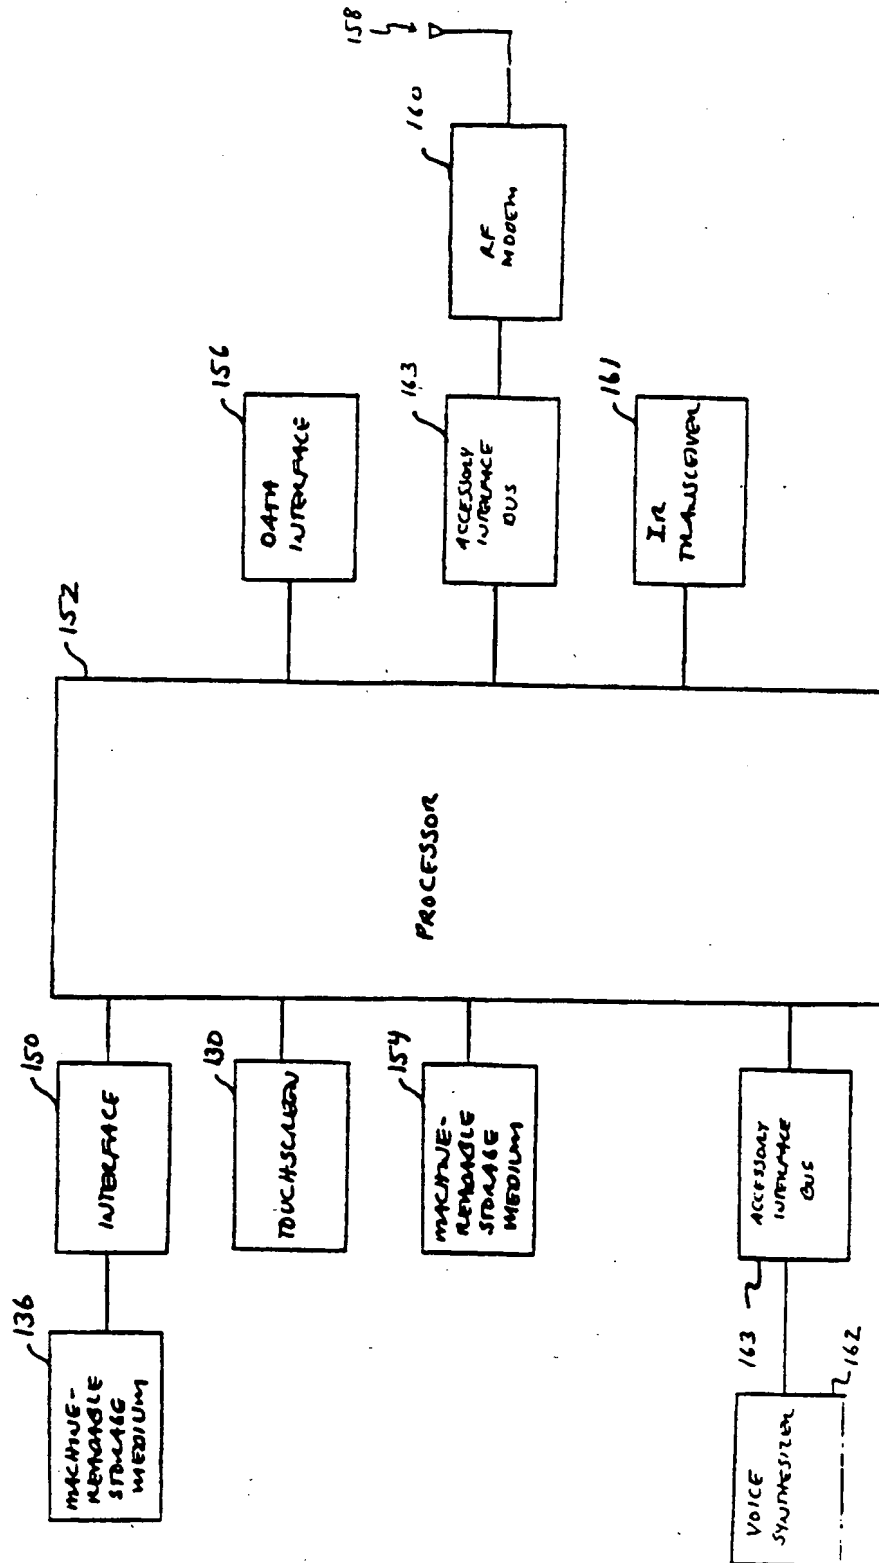 136
MACHINE-
READABLE
STORAGE
MEDIUM
150
INTERFACE
130
TOUCHSCREEN
154
MACHINE-
READABLE
STORAGE
MEDIUM
163
ACCESSORY
INTERFACE
BUS
162
VOICE
SYNTHESIZER
152
PROCESSOR
156
DATA
INTERFACE
163
ACCESSORY
INTERFACE
BUS
161
IR
TRANSCEIVER
160
RF
MODEM
158